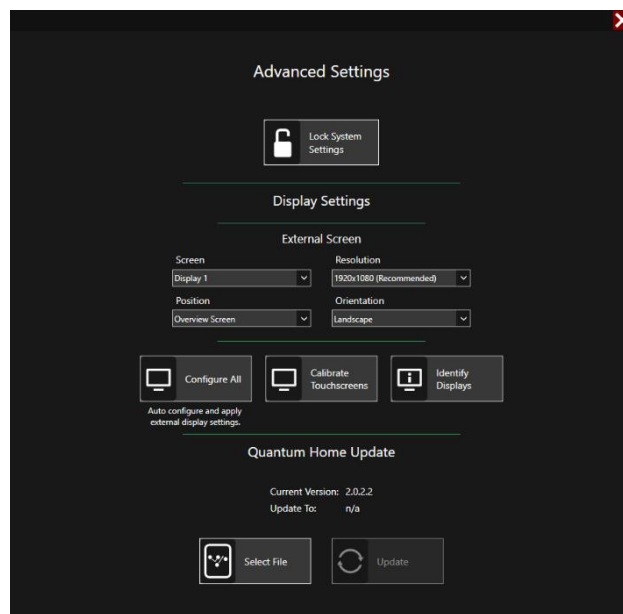 Advanced Settings
Lock System
Settings
Display Settings
External Screen
Screen
Resolution
Display 1
1920x1080 (Recommended)
Position
Orientation
Overview Screen
Landscape
Configure All
Calibrate
Touchscreens
Identify
Displays
Auto configure and apply
external display settings.
Quantum Home Update
Current Version: 2.0.2.2
Update To: n/a
Select File
Update